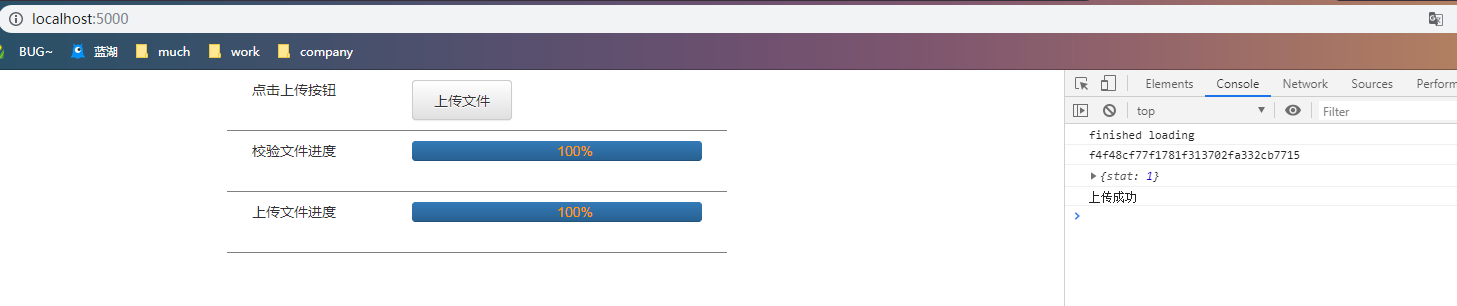 localhost:5000
BUG~ 蓝湖 much work company
点击上传按钮 上传文件
校验文件进度 100%
上传文件进度 100%
Elements Console Network Sources Perform
top Filter
finished loading
f4f48cf77f1781f313702fa332cb7715
{stat: 1}
上传成功